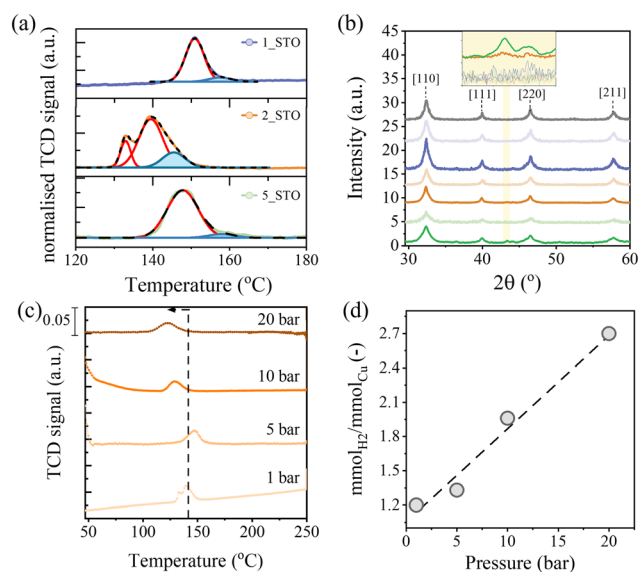 (a)
1_STO
2_STO
5_STO
normalised TCD signal (a.u.)
120 140 160 180
Temperature (ºC)
(b)
45
40
35
30
25
20
15
10
5
0
[110] [111] [220] [211]
Intensity (a.u.)
30 40 50 60
2θ (º)
(c)
0.05
20 bar
10 bar
5 bar
1 bar
TCD signal (a.u.)
50 100 150 200 250
Temperature (ºC)
(d)
2.7
2.4
2.1
1.8
1.5
1.2
mmolH2/mmolCu (-)
0 5 10 15 20
Pressure (bar)